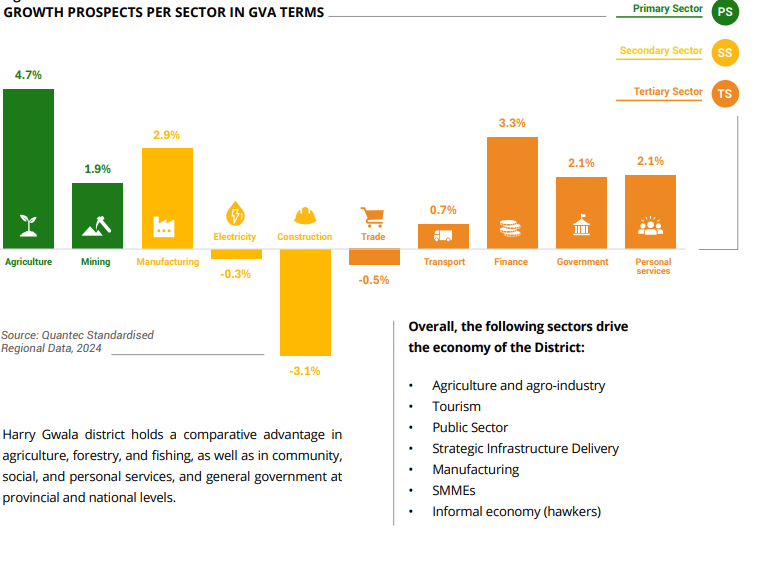 GROWTH PROSPECTS PER SECTOR IN GVA TERMS
Primary Sector PS
Secondary Sector SS
Tertiary Sector TS
4.7%
1.9%
2.9%
Electricity
-0.3%
Construction
-3.1%
Trade
-0.5%
0.7%
3.3%
2.1%
2.1%
Agriculture
Mining
Manufacturing
Transport
Finance
Government
Personal
services
Source: Quantec Standardised
Regional Data, 2024
Harry Gwala district holds a comparative advantage in
agriculture, forestry, and fishing, as well as in community,
social, and personal services, and general government at
provincial and national levels.
Overall, the following sectors drive
the economy of the District:
• Agriculture and agro-industry
• Tourism
• Public Sector
• Strategic Infrastructure Delivery
• Manufacturing
• SMMEs
• Informal economy (hawkers)